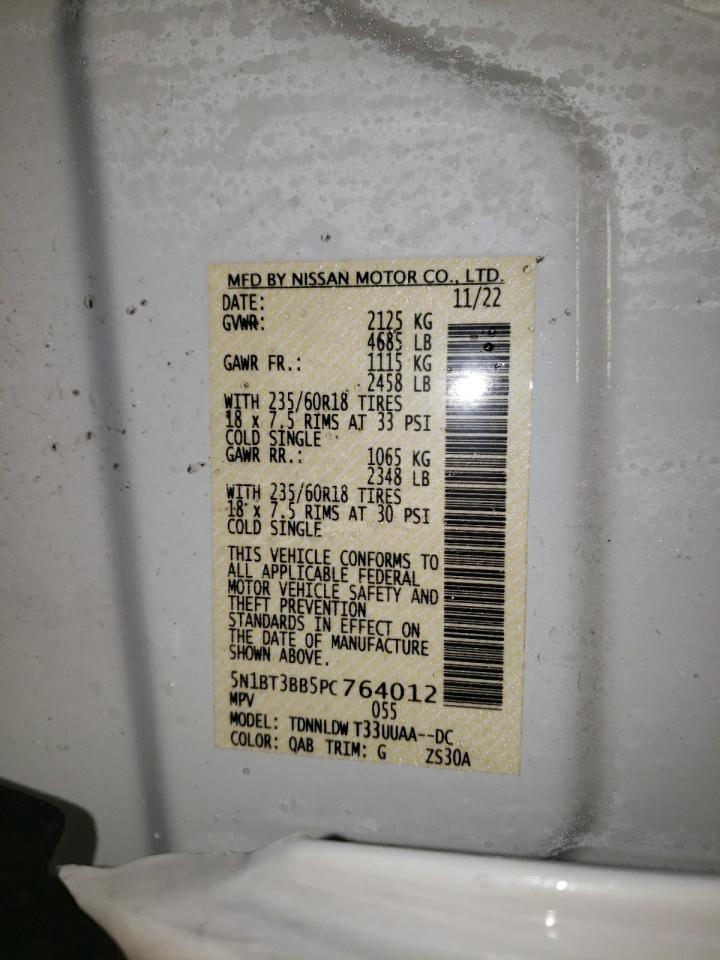 MFD BY NISSAN MOTOR CO., LTD.
DATE: 11/22
GVWR: 2125 KG
4685 LB
GAWR FR.: 1115 KG
2458 LB
WITH 235/60R18 TIRES
18 x 7.5 RIMS AT 33 PSI
COLD SINGLE
GAWR RR.: 1065 KG
2348 LB
WITH 235/60R18 TIRES
18 x 7.5 RIMS AT 30 PSI
COLD SINGLE
THIS VEHICLE CONFORMS TO
ALL APPLICABLE FEDERAL
MOTOR VEHICLE SAFETY AND
THEFT PREVENTION
STANDARDS IN EFFECT ON
THE DATE OF MANUFACTURE
SHOWN ABOVE.
5N1BT3BB5PC764012
MPV 055
MODEL: TDNNLDW T33UUAA--DC
COLOR: QAB TRIM: G ZS30A